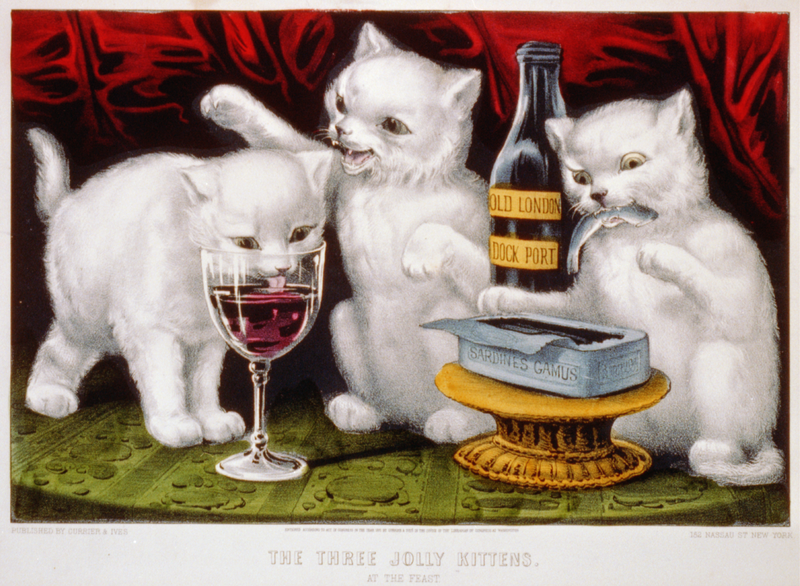 OLD LONDON
DOCK PORT
SARDINES CAMUS
PUBLISHED BY CURRIER & IVES
152 NASSAU ST NEW YORK
THE THREE JOLLY KITTENS.
AT THE FEAST